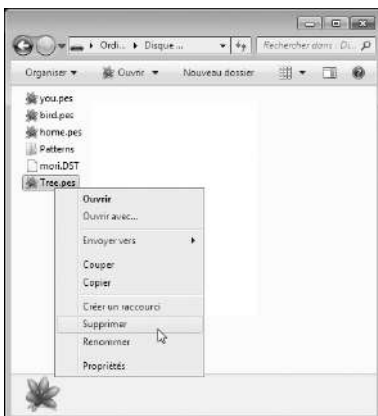 Ordi... Disque ...
Rechercher dans : Di...
Organiser Ouvrir Nouveau dossier
you.pes
bird.pes
home.pes
Patterns
mori.DST
Tree.pes
Ouvrir
Ouvrir avec...
Envoyer vers
Couper
Copier
Créer un raccourci
Supprimer
Renommer
Propriétés